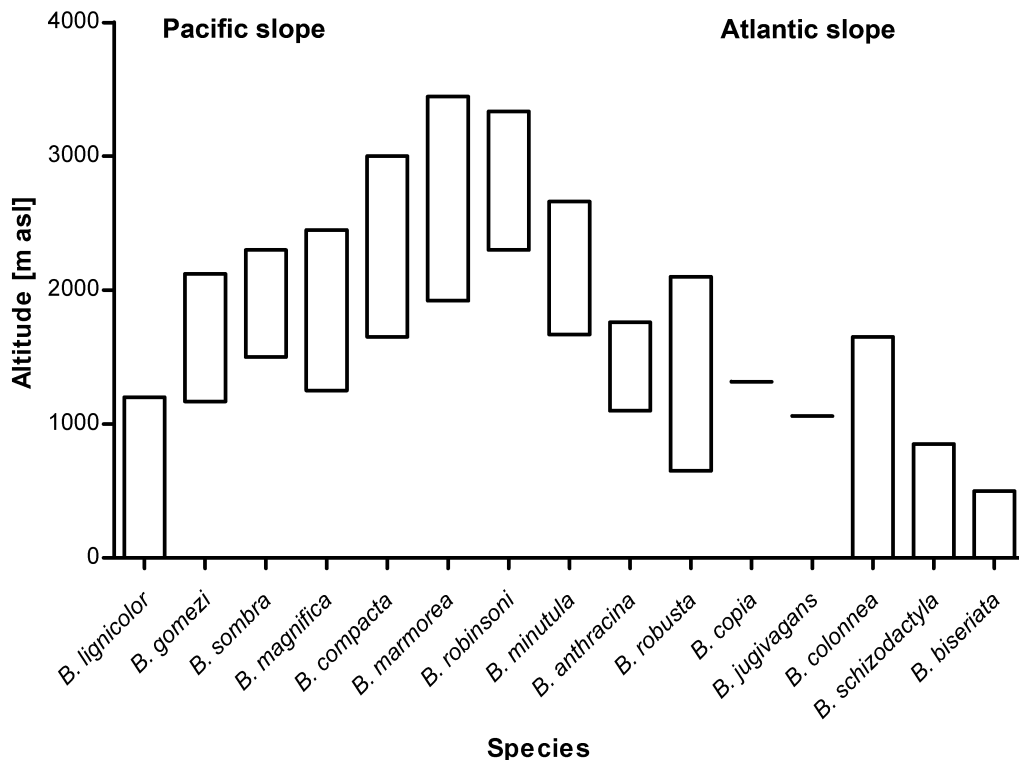 Pacific slope
Atlantic slope
Altitude [m asl]
4000
3000
2000
1000
0
B. lignicolor
B. gomezi
B. sombra
B. magnifica
B. compacta
B. marmorea
B. robinsoni
B. minutula
B. anthracina
B. robusta
B. copia
B. jugivagans
B. colonnea
B. schizodactyla
B. biseriata
Species